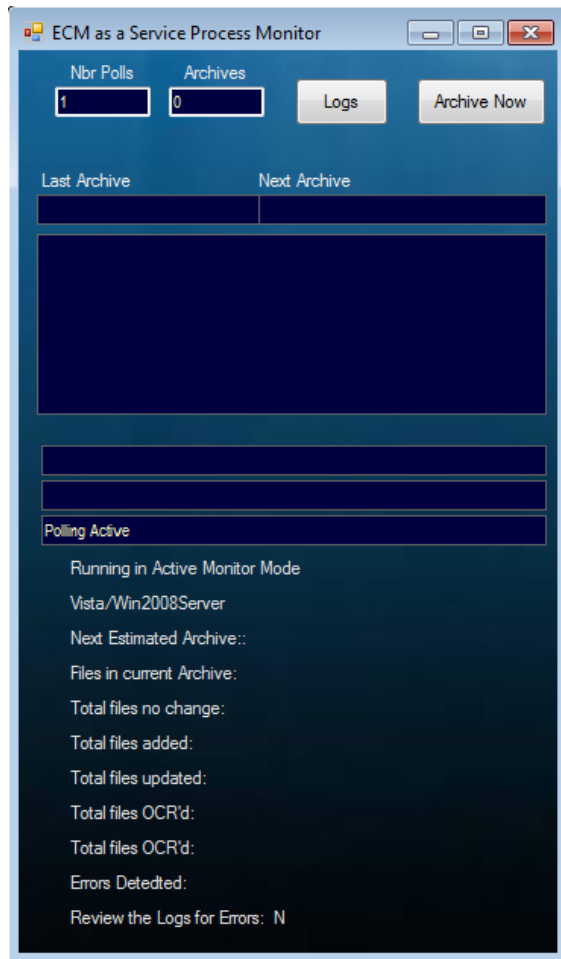 ECM as a Service Process Monitor
Nbr Polls Archives
1 0 Logs Archive Now
Last Archive Next Archive
Polling Active
Running in Active Monitor Mode
Vista/Win2008Server
Next Estimated Archive::
Files in current Archive:
Total files no change:
Total files added:
Total files updated:
Total files OCR'd:
Total files OCR'd:
Errors Detedted:
Review the Logs for Errors: N